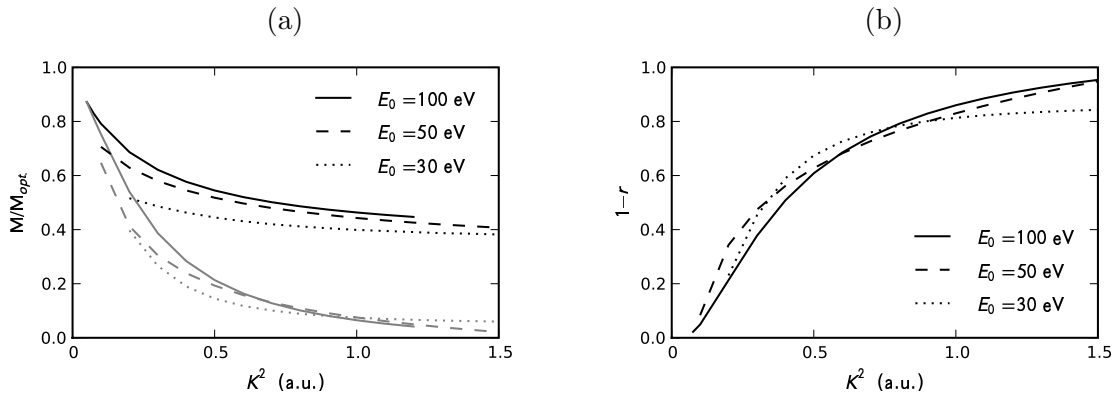 (a)
1.0
0.8
0.6
0.4
0.2
0.0
M/M_{opt}
E_0 = 100 eV
E_0 = 50 eV
E_0 = 30 eV
0 0.5 1.0 1.5
K^2 (a.u.)
(b)
1.0
0.8
0.6
0.4
0.2
0.0
1−r
E_0 = 100 eV
E_0 = 50 eV
E_0 = 30 eV
0 0.5 1.0 1.5
K^2 (a.u.)